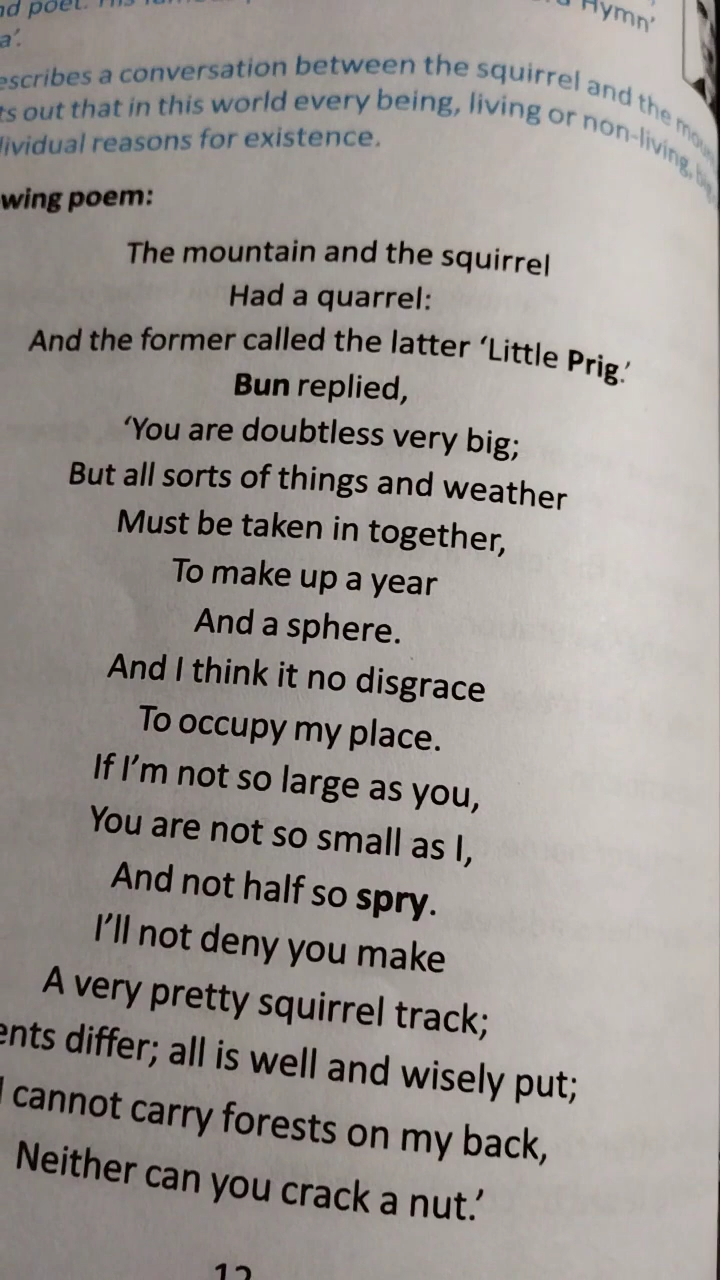 nd poet.
Hymn'
a'.
escribes a conversation between the squirrel and the
ts out that in this world every being, living or non-living,
dividual reasons for existence.
wing poem:
The mountain and the squirrel
Had a quarrel:
And the former called the latter ‘Little Prig.’
Bun replied,
‘You are doubtless very big;
But all sorts of things and weather
Must be taken in together,
To make up a year
And a sphere.
And I think it no disgrace
To occupy my place.
If I’m not so large as you,
You are not so small as I,
And not half so spry.
I’ll not deny you make
A very pretty squirrel track;
ents differ; all is well and wisely put;
I cannot carry forests on my back,
Neither can you crack a nut.’
12